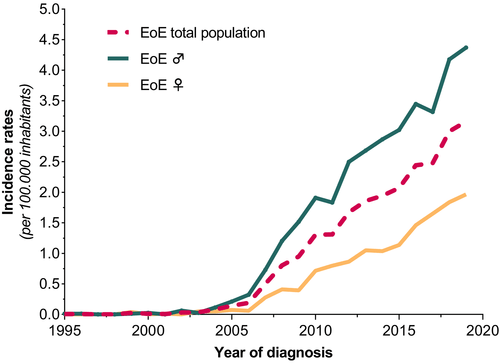 5.0
4.5
4.0
3.5
3.0
2.5
2.0
1.5
1.0
0.5
0.0
Incidence rates
(per 100.000 inhabitants)
EoE total population
EoE ♂
EoE ♀
1995 2000 2005 2010 2015 2020
Year of diagnosis